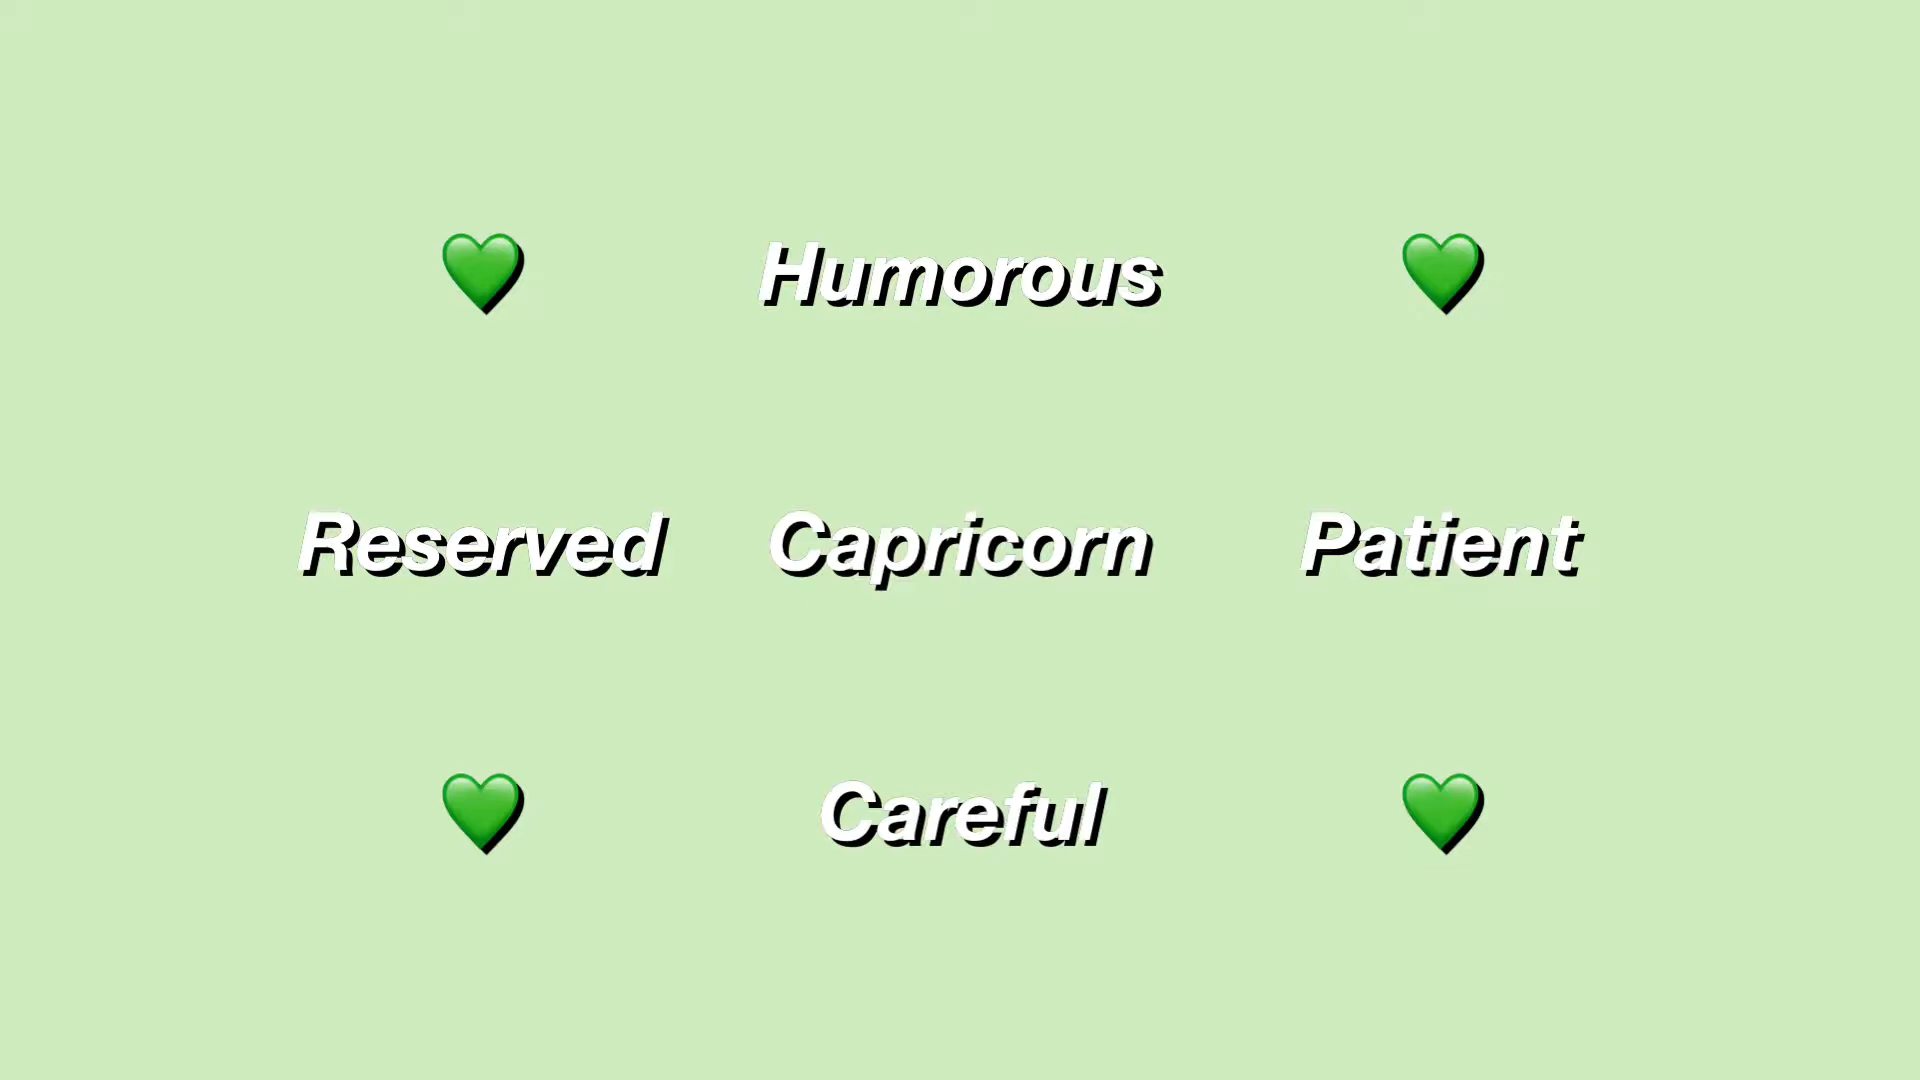 💚 Humorous 💚
Reserved Capricorn Patient
💚 Careful 💚